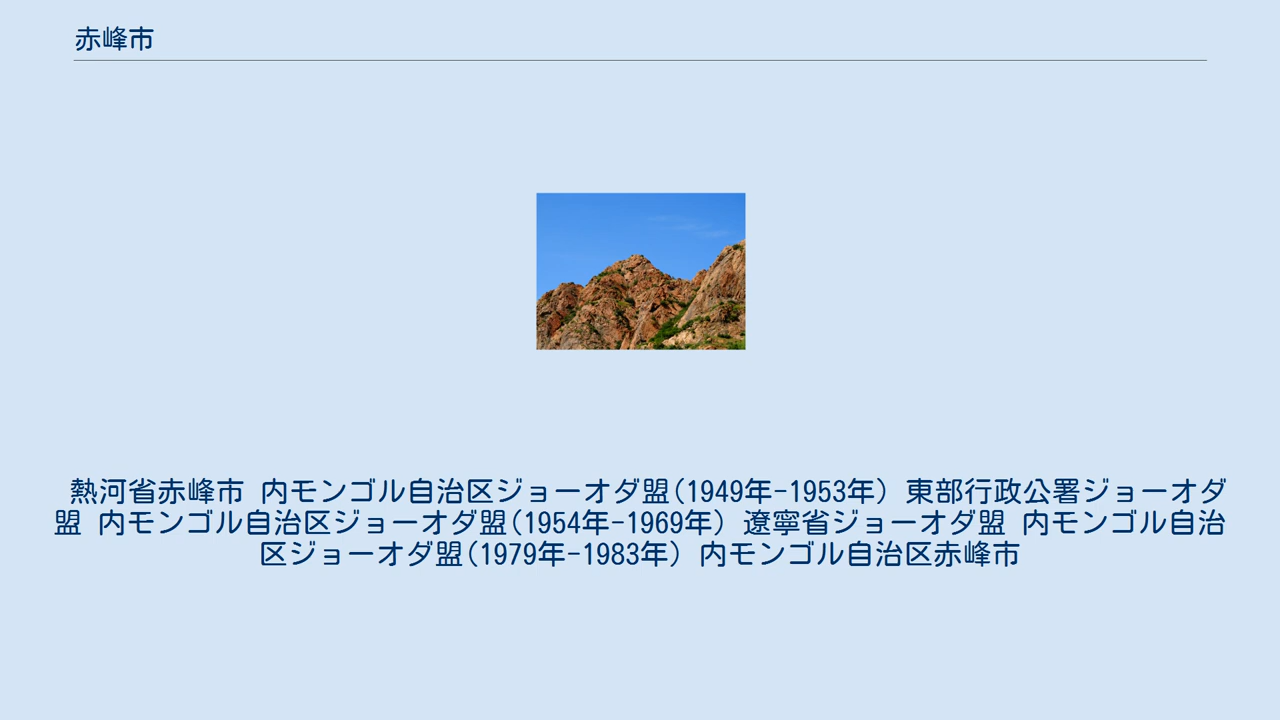 赤峰市
熱河省赤峰市 内モンゴル自治区ジョーオダ盟(1949年-1953年) 東部行政公署ジョーオダ
盟 内モンゴル自治区ジョーオダ盟(1954年-1969年) 遼寧省ジョーオダ盟 内モンゴル自治
区ジョーオダ盟(1979年-1983年) 内モンゴル自治区赤峰市